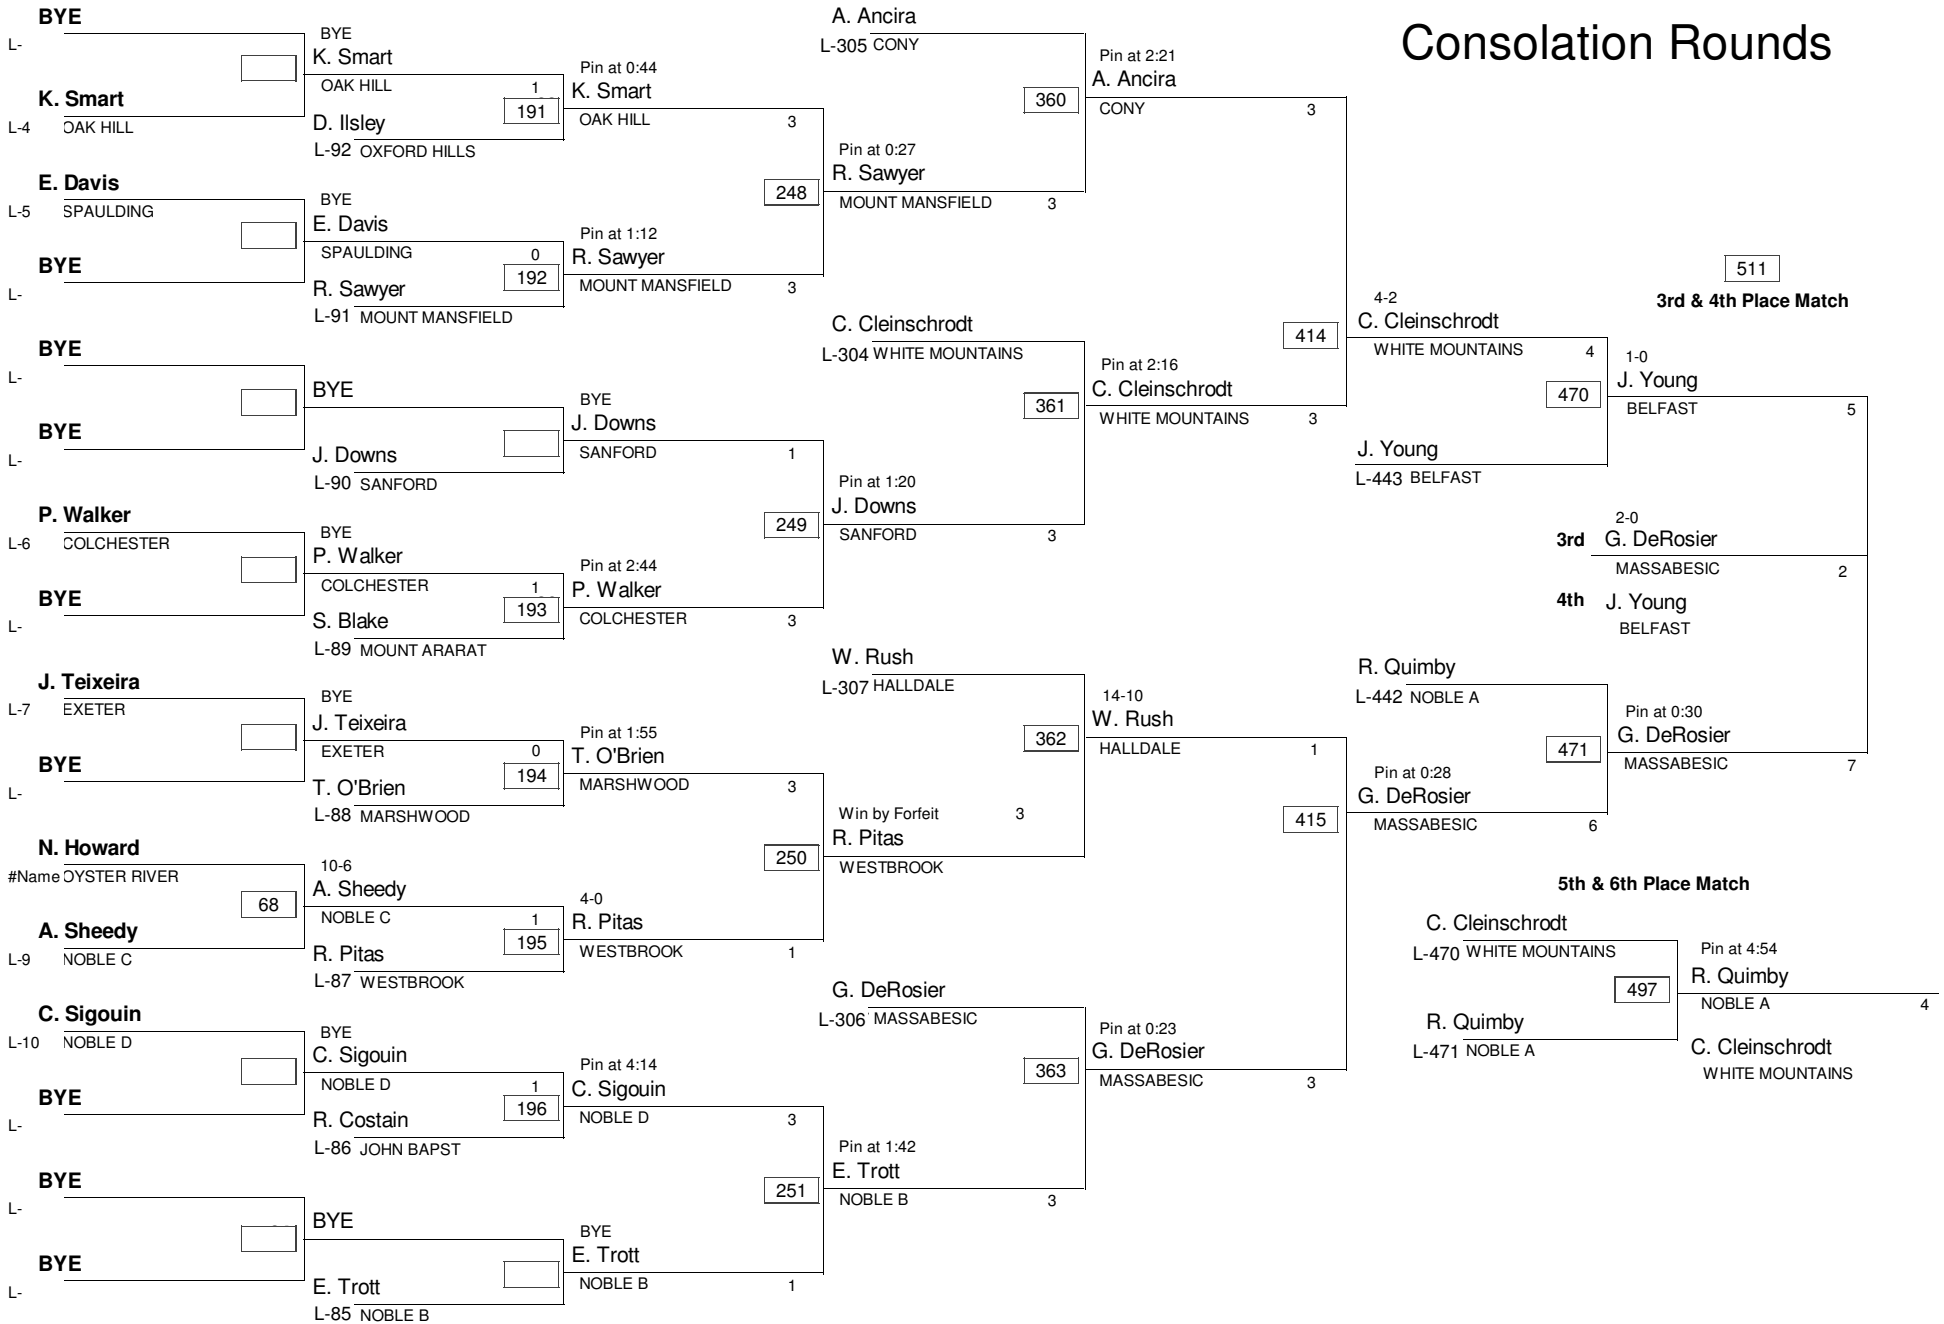 Consolation Rounds
BYE
L-
K. Smart
L-4 OAK HILL
E. Davis
L-5 SPAULDING
BYE
L-
BYE
L-
BYE
L-
P. Walker
L-6 COLCHESTER
BYE
L-
J. Teixeira
L-7 EXETER
BYE
L-
N. Howard
#Name OYSTER RIVER
68
A. Sheedy
L-9 NOBLE C
C. Sigouin
L-10 NOBLE D
BYE
L-
BYE
L-
BYE
L-
BYE
K. Smart
OAK HILL 1
191
D. Ilsley
L-92 OXFORD HILLS
BYE
E. Davis
SPAULDING 0
192
R. Sawyer
L-91 MOUNT MANSFIELD
BYE
J. Downs
L-90 SANFORD
BYE
P. Walker
COLCHESTER 1
193
S. Blake
L-89 MOUNT ARARAT
BYE
J. Teixeira
EXETER 0
194
T. O'Brien
L-88 MARSHWOOD
10-6
A. Sheedy
NOBLE C 1
195
R. Pitas
L-87 WESTBROOK
BYE
C. Sigouin
NOBLE D 1
196
R. Costain
L-86 JOHN BAPST
BYE
E. Trott
L-85 NOBLE B
Pin at 0:44
K. Smart
OAK HILL 3
248
Pin at 1:12
R. Sawyer
MOUNT MANSFIELD 3
BYE
J. Downs
SANFORD 1
249
Pin at 2:44
P. Walker
COLCHESTER 3
Pin at 1:55
T. O'Brien
MARSHWOOD 3
250
4-0
R. Pitas
WESTBROOK 1
Pin at 4:14
C. Sigouin
NOBLE D 3
251
BYE
E. Trott
NOBLE B 1
A. Ancira
L-305 CONY
360
Pin at 0:27
R. Sawyer
MOUNT MANSFIELD 3
C. Cleinschrodt
L-304 WHITE MOUNTAINS
361
Pin at 1:20
J. Downs
SANFORD 3
W. Rush
L-307 HALLDALE
362
Win by Forfeit 3
R. Pitas
WESTBROOK
G. DeRosier
L-306 MASSABESIC
363
Pin at 1:42
E. Trott
NOBLE B 3
Pin at 2:21
A. Ancira
CONY 3
414
Pin at 2:16
C. Cleinschrodt
WHITE MOUNTAINS 3
14-10
W. Rush
HALLDALE 1
415
Pin at 0:23
G. DeRosier
MASSABESIC 3
4-2
C. Cleinschrodt
WHITE MOUNTAINS 4
470
J. Young
L-443 BELFAST
R. Quimby
L-442 NOBLE A
471
Pin at 0:28
G. DeRosier
MASSABESIC 6
511
3rd & 4th Place Match
1-0
J. Young
BELFAST 5
2-0
3rd G. DeRosier
MASSABESIC 2
4th J. Young
BELFAST
Pin at 0:30
G. DeRosier
MASSABESIC 7
5th & 6th Place Match
C. Cleinschrodt
L-470 WHITE MOUNTAINS
497
R. Quimby
L-471 NOBLE A
Pin at 4:54
R. Quimby
NOBLE A 4
C. Cleinschrodt
WHITE MOUNTAINS